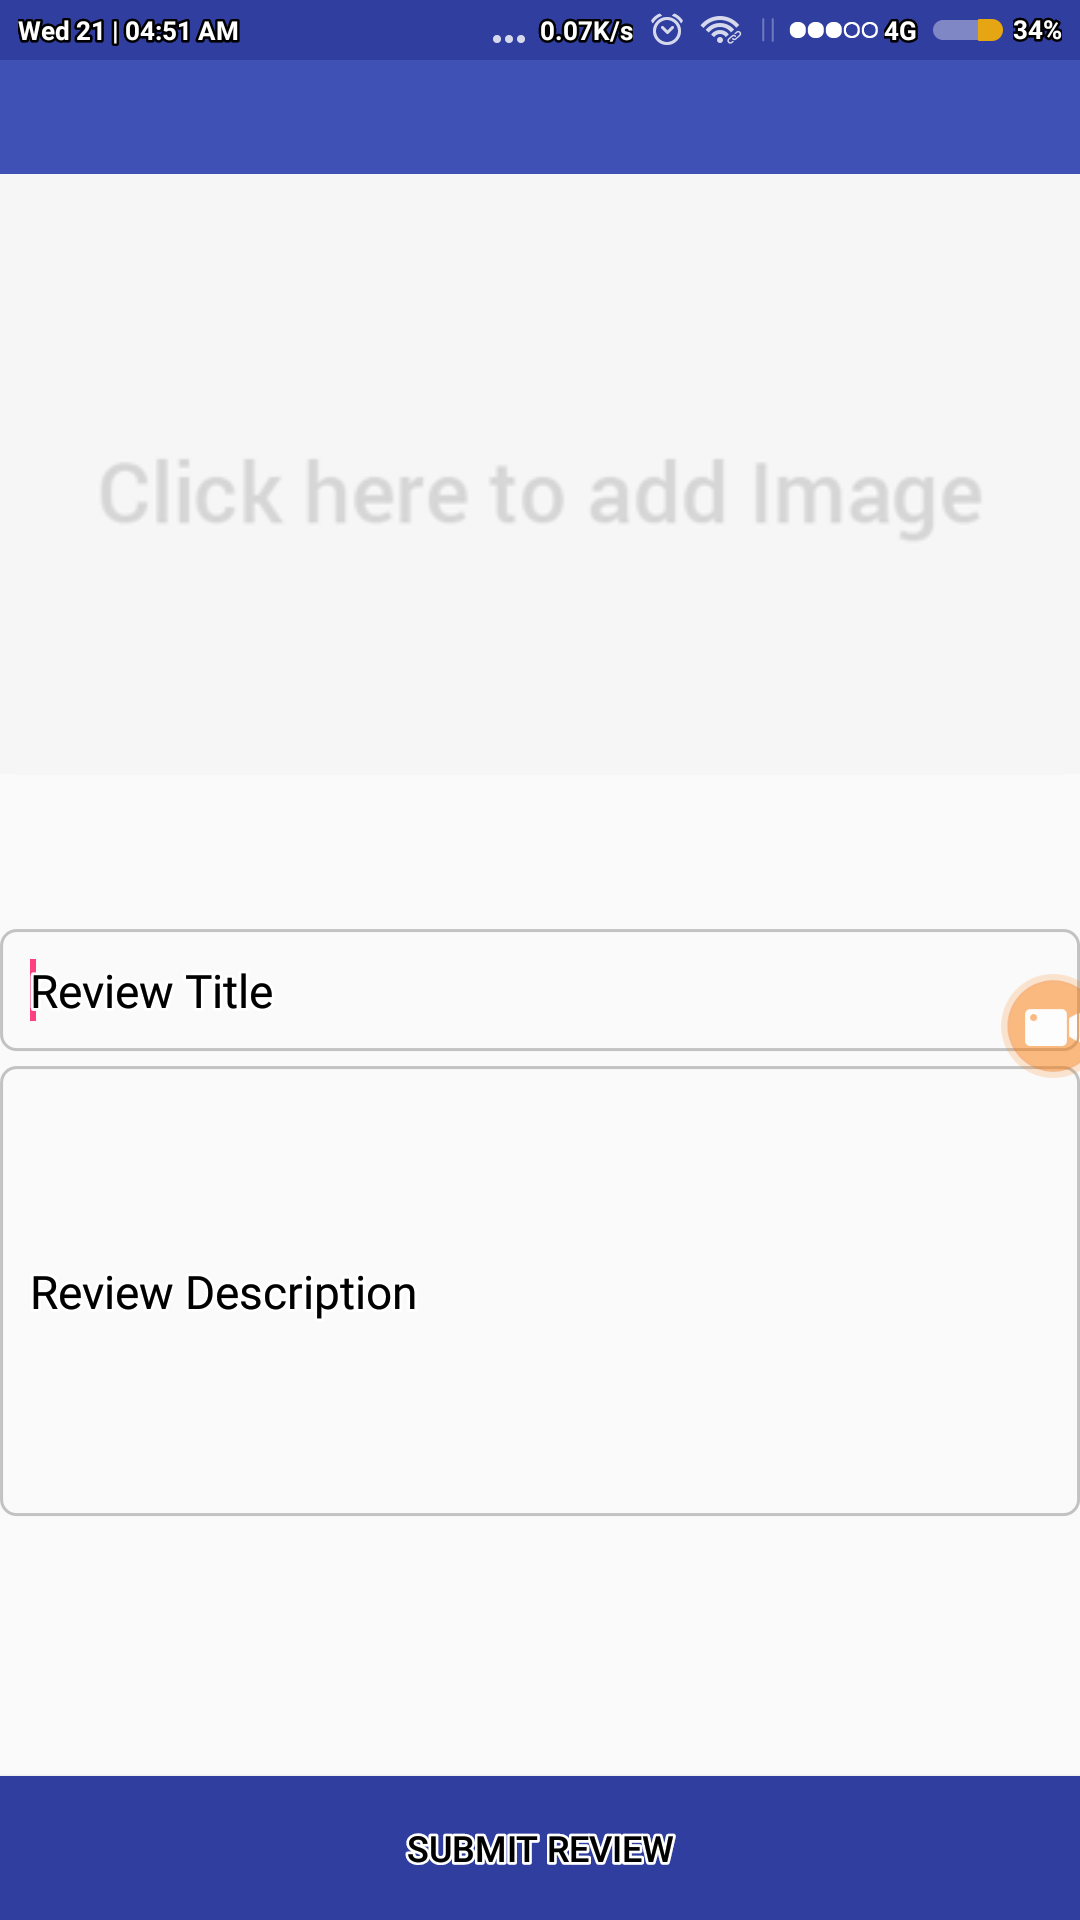 Wed 21 | 04:51 AM ... 0.07K/s 4G 34%
Click here to add Image
Review Title
Review Description
SUBMIT REVIEW